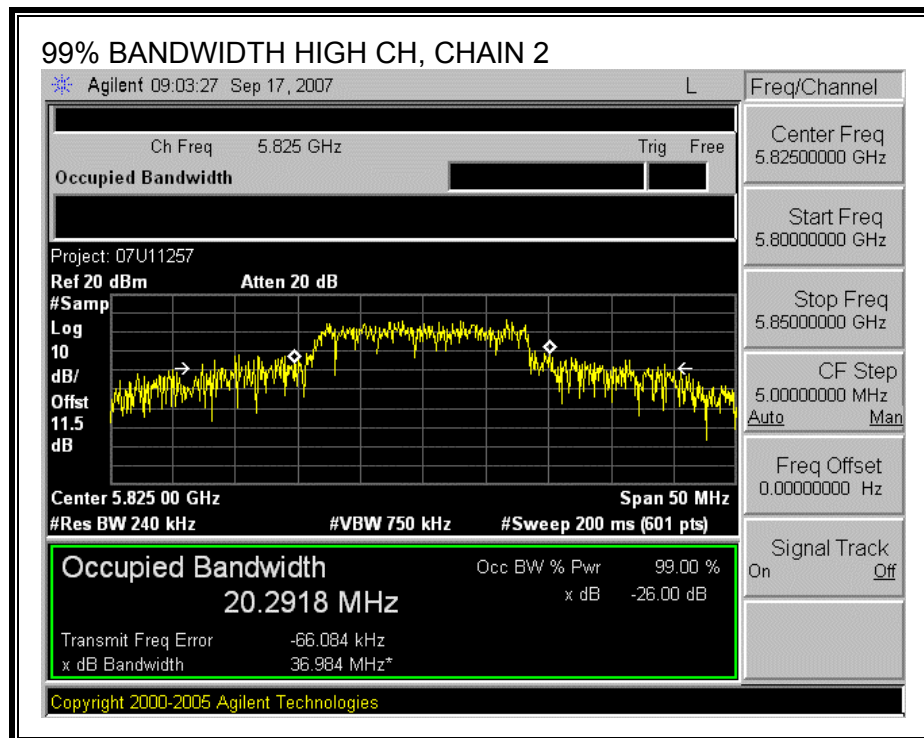 99% BANDWIDTH HIGH CH, CHAIN 2
Agilent 09:03:27 Sep 17, 2007 L
Freq/Channel
Ch Freq 5.825 GHz Trig Free
Occupied Bandwidth
Center Freq
5.82500000 GHz
Start Freq
5.80000000 GHz
Stop Freq
5.85000000 GHz
CF Step
5.00000000 MHz
Auto Man
Freq Offset
0.00000000 Hz
Signal Track
On Off
Project: 07U11257
Ref 20 dBm Atten 20 dB
#Samp
Log
10
dB/
Offst
11.5
dB
Center 5.825 00 GHz Span 50 MHz
#Res BW 240 kHz #VBW 750 kHz #Sweep 200 ms (601 pts)
Occupied Bandwidth Occ BW % Pwr 99.00 %
20.2918 MHz x dB -26.00 dB
Transmit Freq Error -66.084 kHz
x dB Bandwidth 36.984 MHz*
Copyright 2000-2005 Agilent Technologies